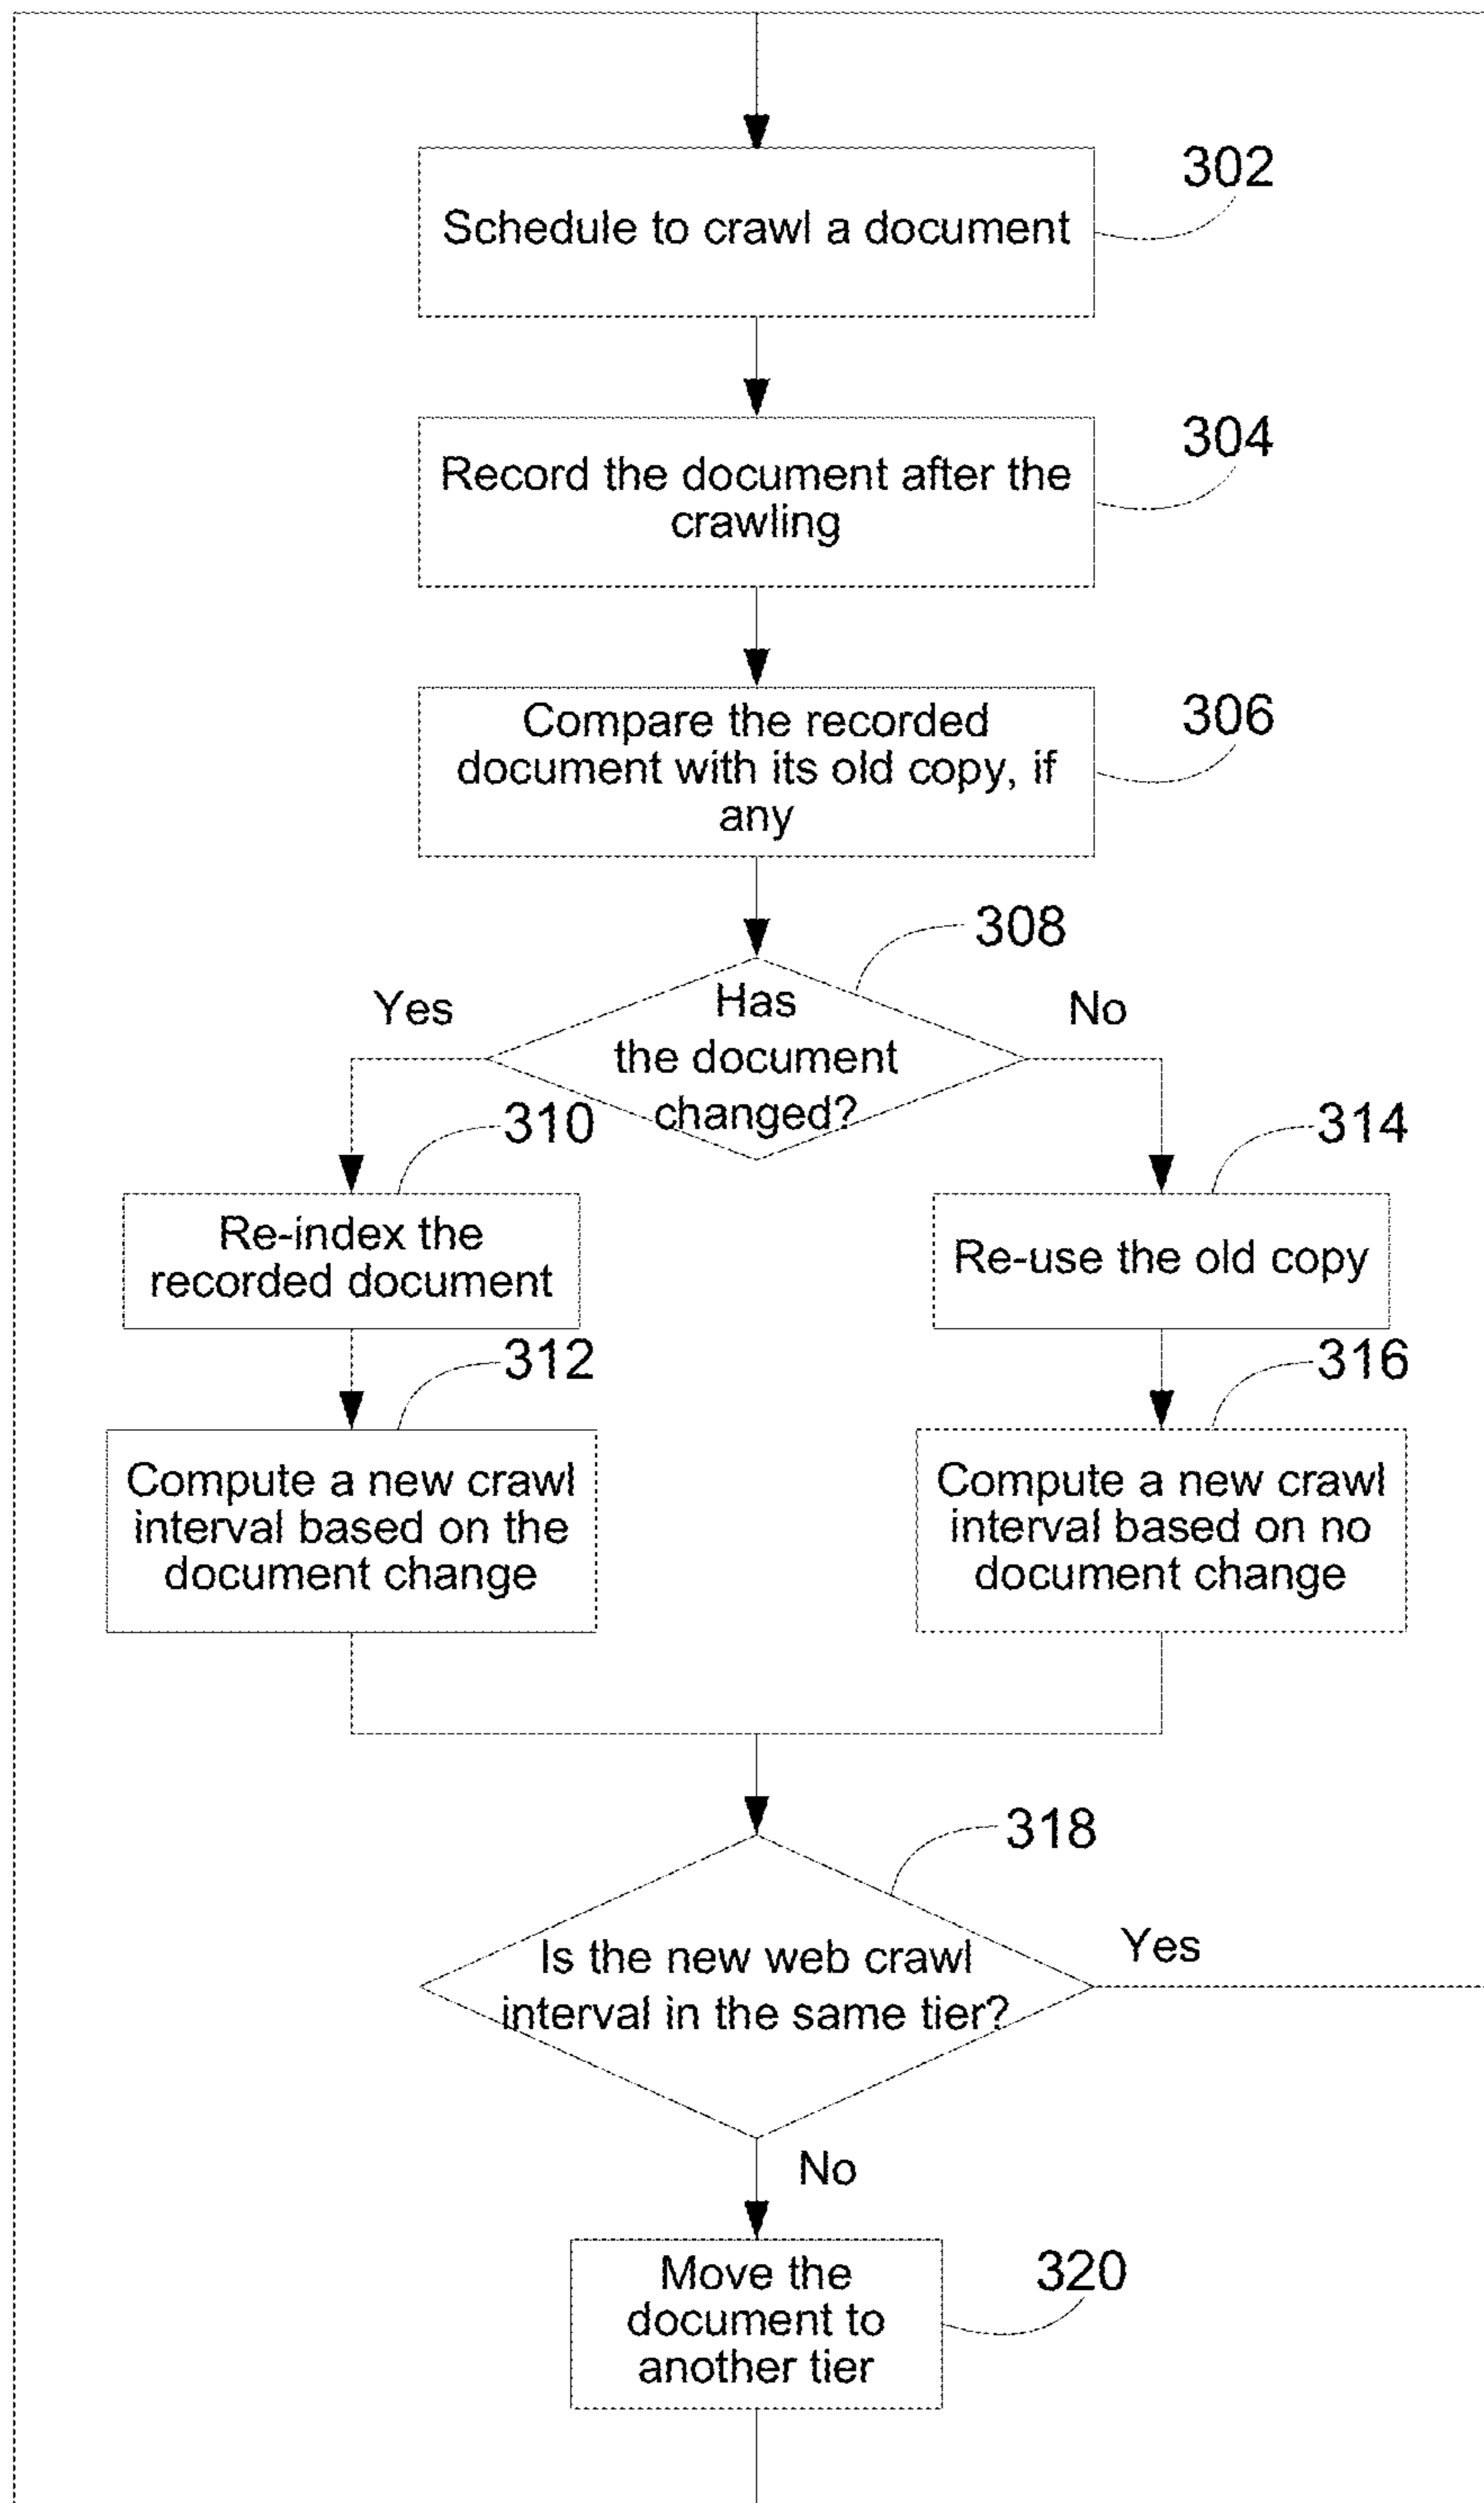 302
Schedule to crawl a document
304
Record the document after the
crawling
306
Compare the recorded
document with its old copy, if
any
308
Yes
No
Has
the document
changed?
310
314
Re-index the
recorded document
Re-use the old copy
312
316
Compute a new crawl
interval based on the
document change
Compute a new crawl
interval based on no
document change
318
Yes
Is the new web crawl
interval in the same tier?
No
320
Move the
document to
another tier